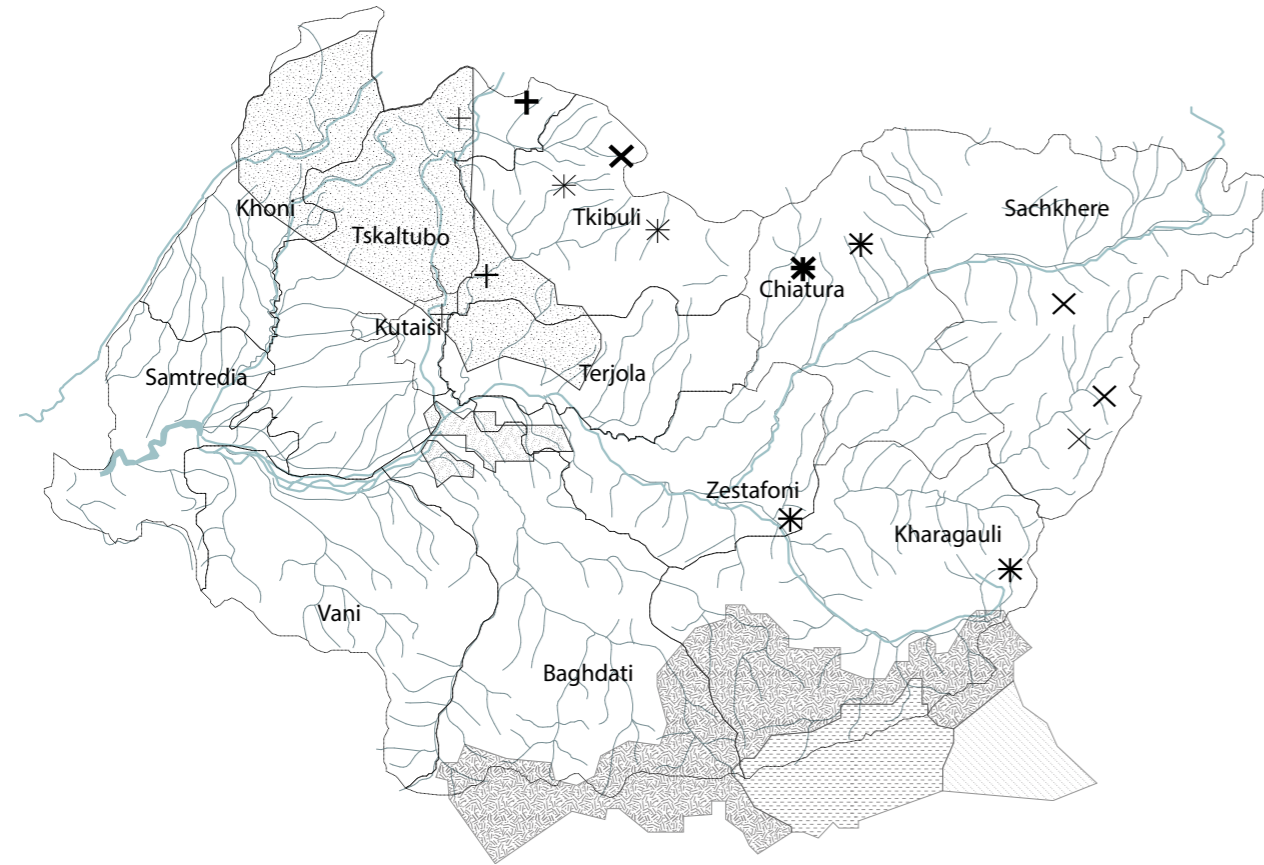 Khoni
Tskaltubo
Tkibuli
Sachkhere
Chiatura
Kutaisi
Samtredia
Terjola
Zestafoni
Kharagauli
Vani
Baghdati